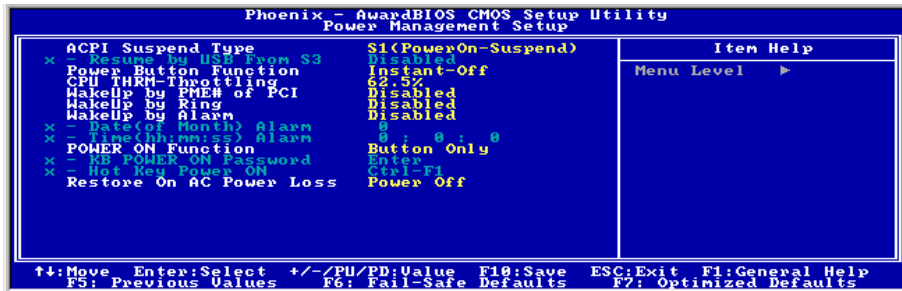 Phoenix - AwardBIOS CMOS Setup Utility
Power Management Setup
ACPI Suspend Type S1(PowerOn-Suspend)
x - Resume by USB From S3 Disabled
Power Button Function Instant-Off
CPU THRM-Throttling 62.5%
WakeUp by PME# of PCI Disabled
WakeUp by Ring Disabled
WakeUp by Alarm Disabled
x - Date(of Month) Alarm 0
x - Time(hh:mm:ss) Alarm 0 : 0 : 0
POWER ON Function Button Only
x - KB POWER ON Password Enter
x - Hot Key Power ON Ctrl-F1
Restore On AC Power Loss Power Off
Item Help
Menu Level ►
↑↓:Move Enter:Select +/-/PU/PD:Value F10:Save ESC:Exit F1:General Help
F5: Previous Values F6: Fail-Safe Defaults F7: Optimized Defaults